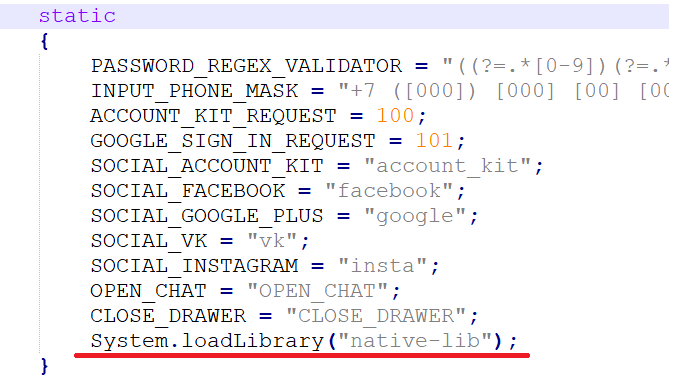 static
{
PASSWORD_REGEX_VALIDATOR = "((?=.*[0-9])(?=.*
INPUT_PHONE_MASK = "+7 ([000]) [000] [00] [00
ACCOUNT_KIT_REQUEST = 100;
GOOGLE_SIGN_IN_REQUEST = 101;
SOCIAL_ACCOUNT_KIT = "account_kit";
SOCIAL_FACEBOOK = "facebook";
SOCIAL_GOOGLE_PLUS = "google";
SOCIAL_VK = "vk";
SOCIAL_INSTAGRAM = "insta";
OPEN_CHAT = "OPEN_CHAT";
CLOSE_DRAWER = "CLOSE_DRAWER";
System.loadLibrary("native-lib");
}